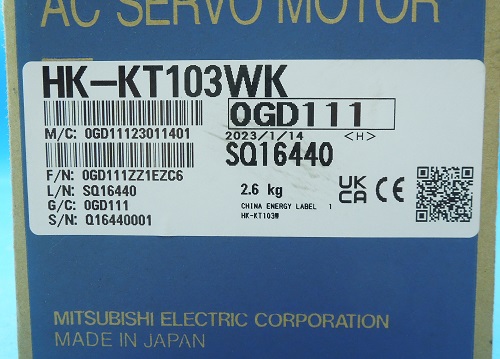 AC SERVO MOTOR
HK-KT103WK
0GD111
M/C: 0GD11123011401
2023/1/14 <H>
SQ16440
F/N: 0GD111ZZ1EZC6
L/N: SQ16440
G/C: 0GD111
S/N: Q16440001
2.6 kg
CHINA ENERGY LABEL 1
HK-KT103W
UK
CA
CE
MITSUBISHI ELECTRIC CORPORATION
MADE IN JAPAN